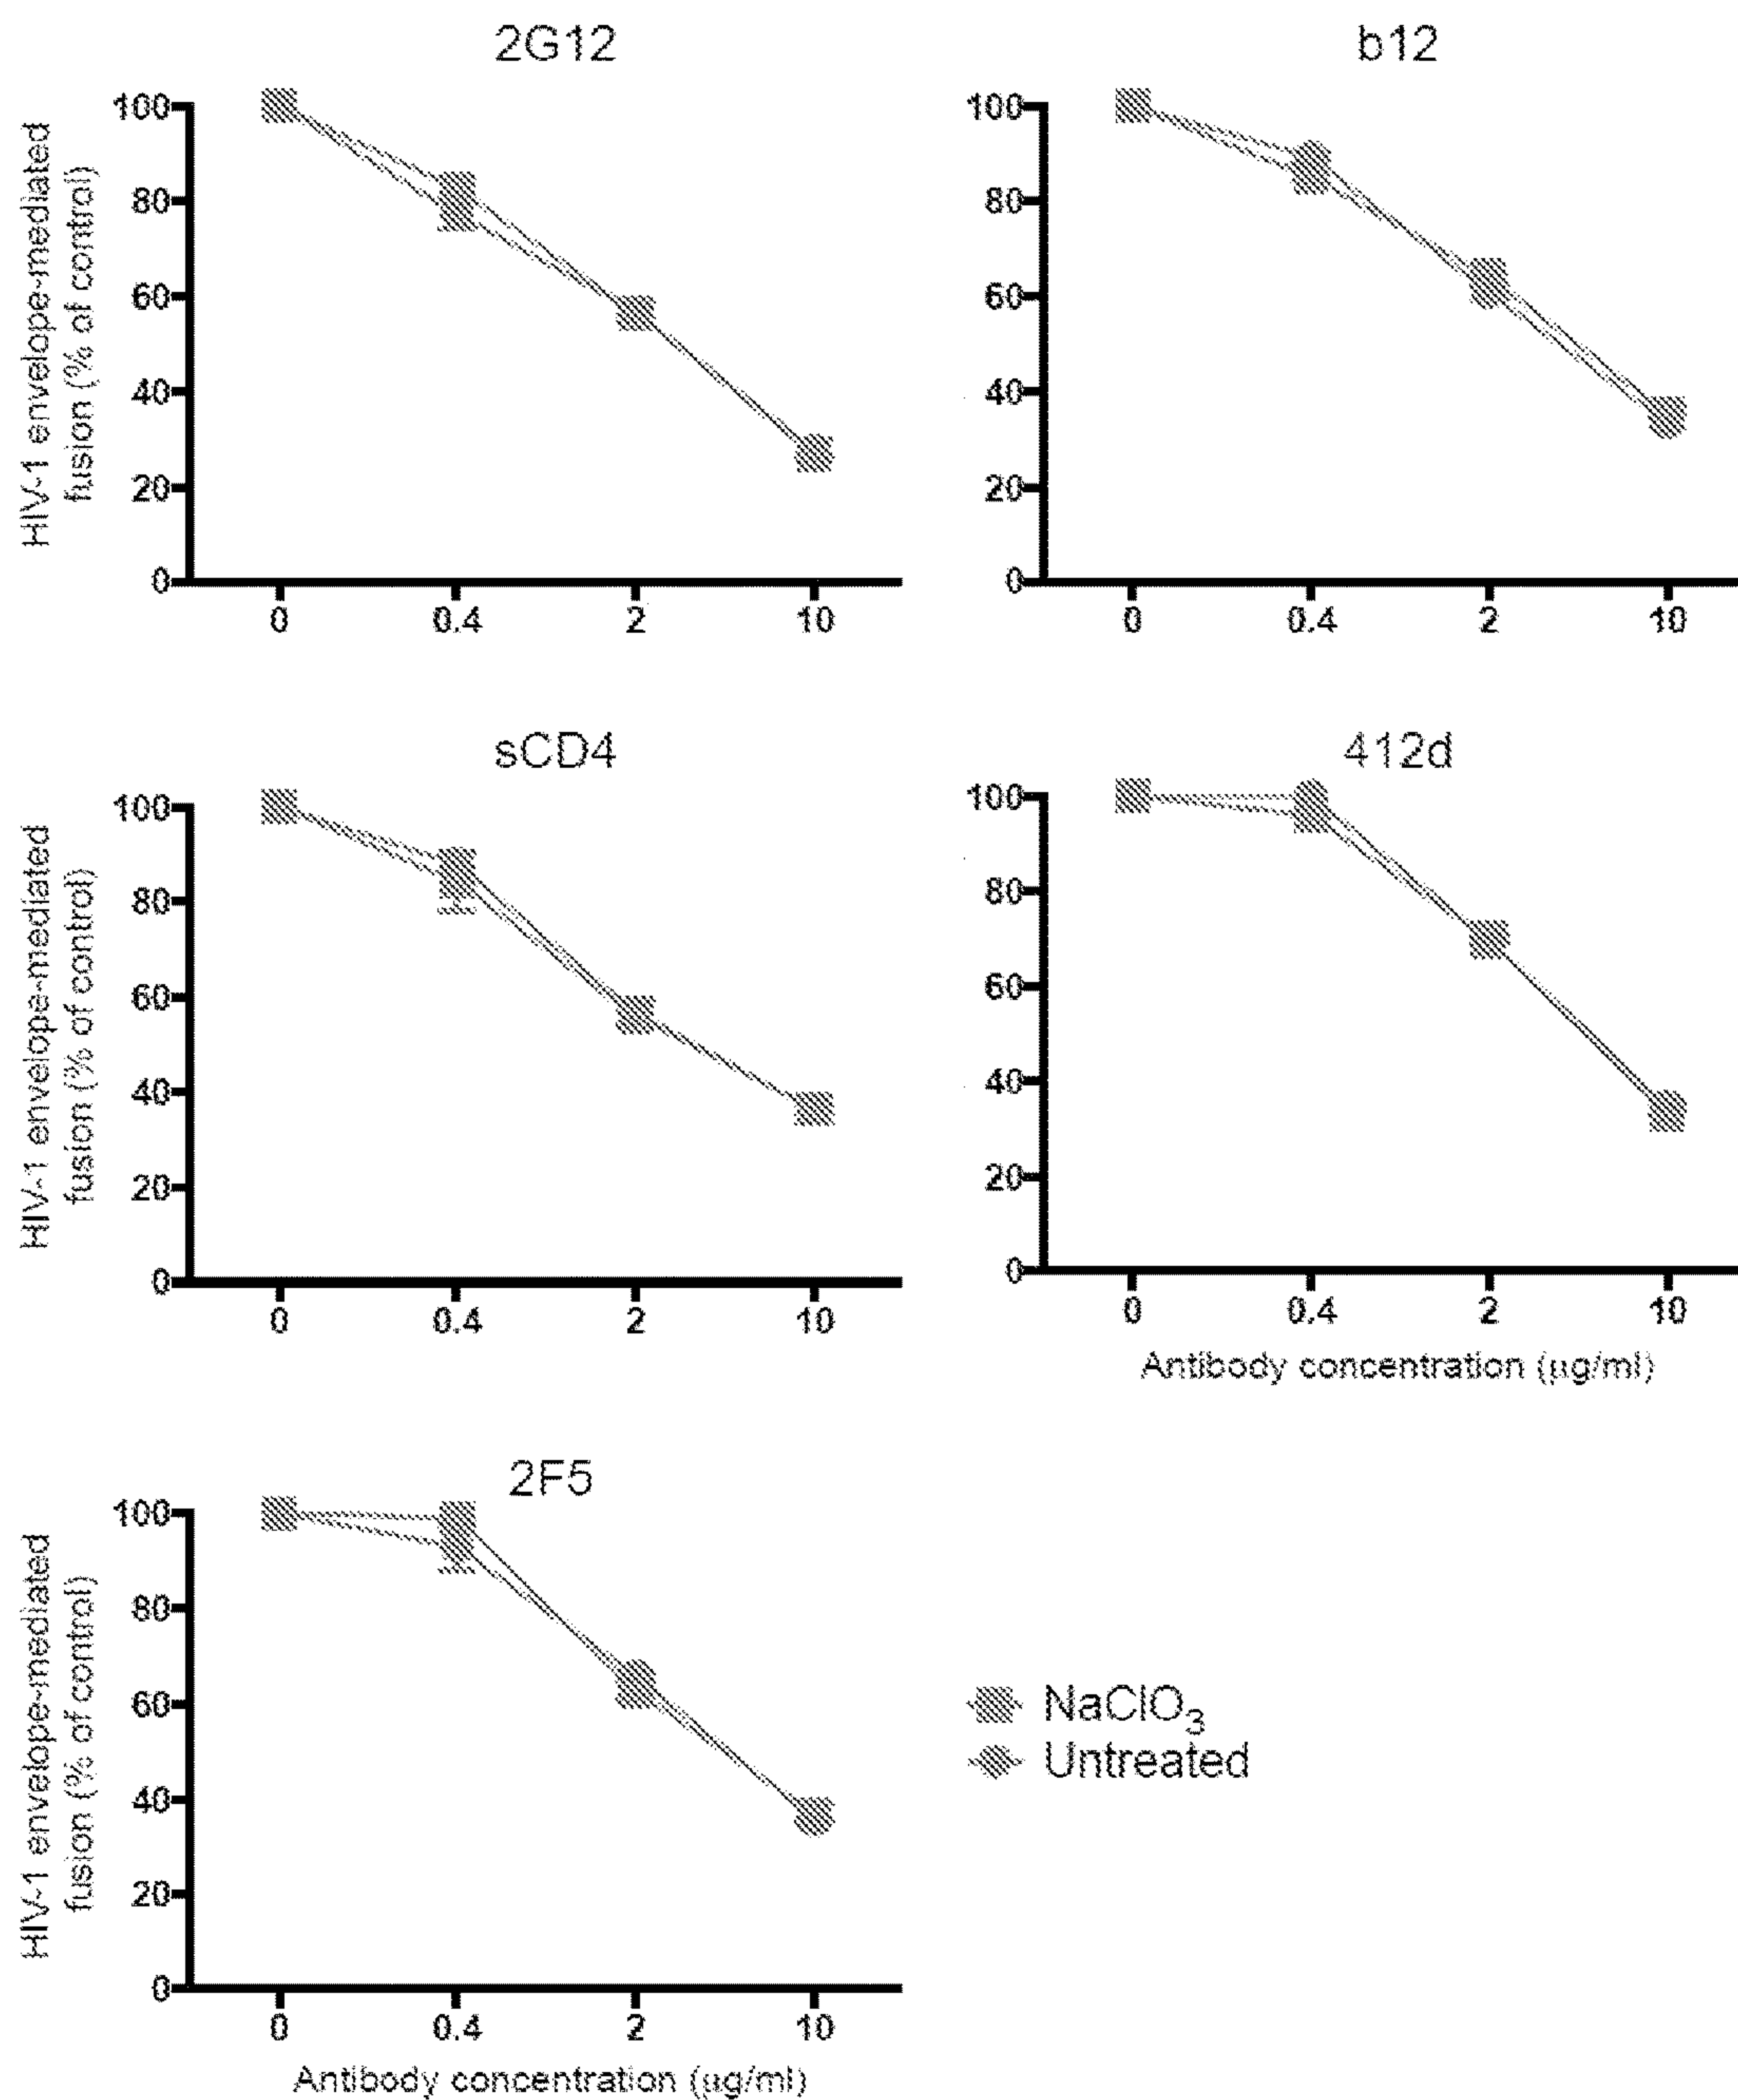 2G12
HIV-1 envelope-mediated
fusion (% of control)
100
80
60
40
20
0
0 0.4 2 10
b12
100
80
60
40
20
0
0 0.4 2 10
sCD4
HIV-1 envelope-mediated
fusion (% of control)
100
80
60
40
20
0
0 0.4 2 10
412d
100
80
60
40
20
0
0 0.4 2 10
Antibody concentration (µg/ml)
2F5
HIV-1 envelope-mediated
fusion (% of control)
100
80
60
40
20
0
0 0.4 2 10
Antibody concentration (µg/ml)
NaClO₃
Untreated